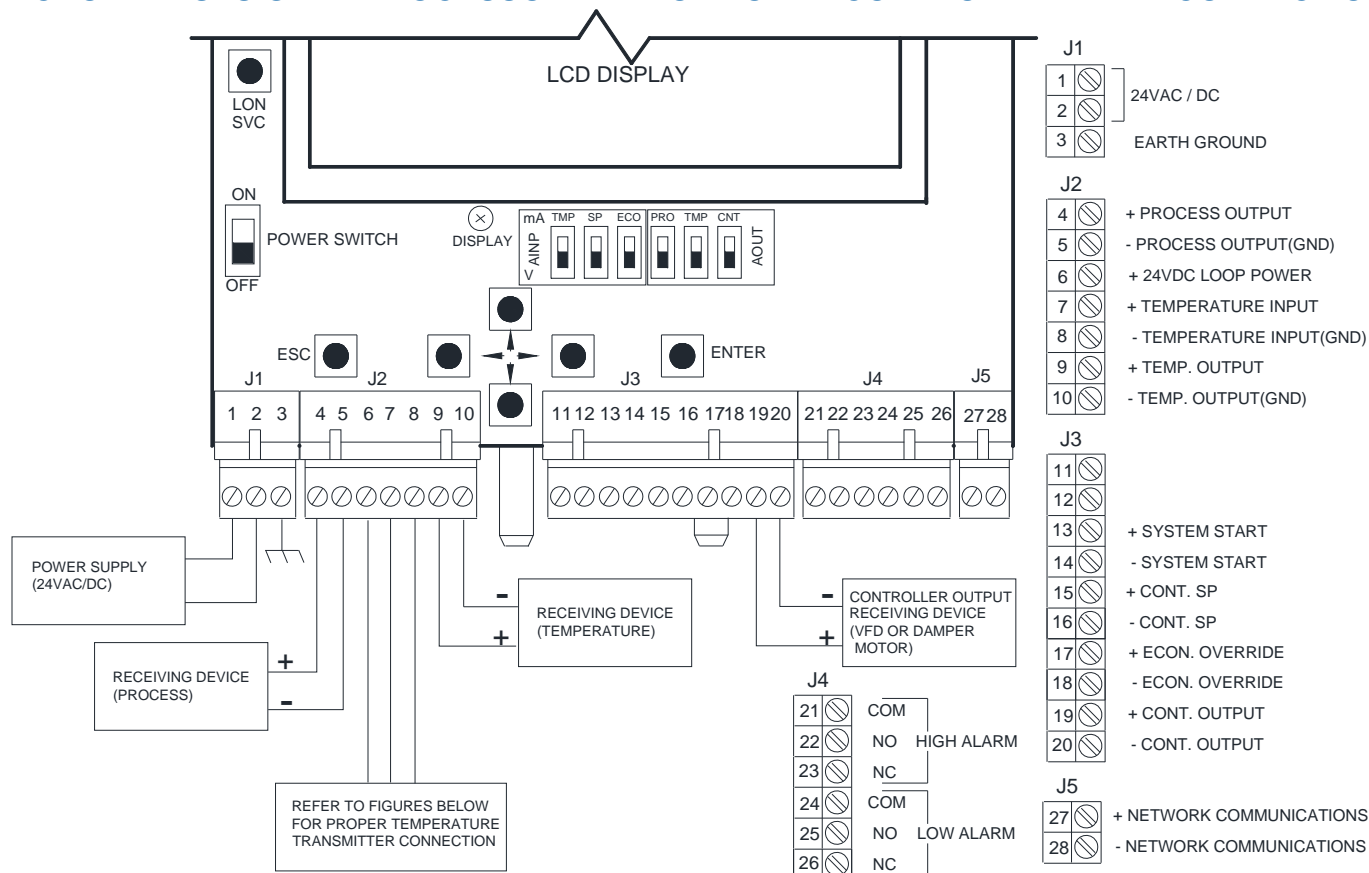 LCD DISPLAY
LON
SVC
ON
POWER SWITCH
OFF
DISPLAY
mA TMP SP ECO PRO TMP CNT
AINP
V
AOUT
ESC
ENTER
J1 J2 J3 J4 J5
1 2 3 4 5 6 7 8 9 10 11 12 13 14 15 16 17 18 19 20 21 22 23 24 25 26 27 28
POWER SUPPLY
(24VAC/DC)
RECEIVING DEVICE
(PROCESS)
+
-
REFER TO FIGURES BELOW
FOR PROPER TEMPERATURE
TRANSMITTER CONNECTION
-
+
RECEIVING DEVICE
(TEMPERATURE)
-
+
CONTROLLER OUTPUT
RECEIVING DEVICE
(VFD OR DAMPER
MOTOR)
J4
21 COM
22 NO HIGH ALARM
23 NC
24 COM
25 NO LOW ALARM
26 NC
J1
1
24VAC / DC
2
3 EARTH GROUND
J2
4 + PROCESS OUTPUT
5 - PROCESS OUTPUT(GND)
6 + 24VDC LOOP POWER
7 + TEMPERATURE INPUT
8 - TEMPERATURE INPUT(GND)
9 + TEMP. OUTPUT
10 - TEMP. OUTPUT(GND)
J3
11
12
13 + SYSTEM START
14 - SYSTEM START
15 + CONT. SP
16 - CONT. SP
17 + ECON. OVERRIDE
18 - ECON. OVERRIDE
19 + CONT. OUTPUT
20 - CONT. OUTPUT
J5
27 + NETWORK COMMUNICATIONS
28 - NETWORK COMMUNICATIONS